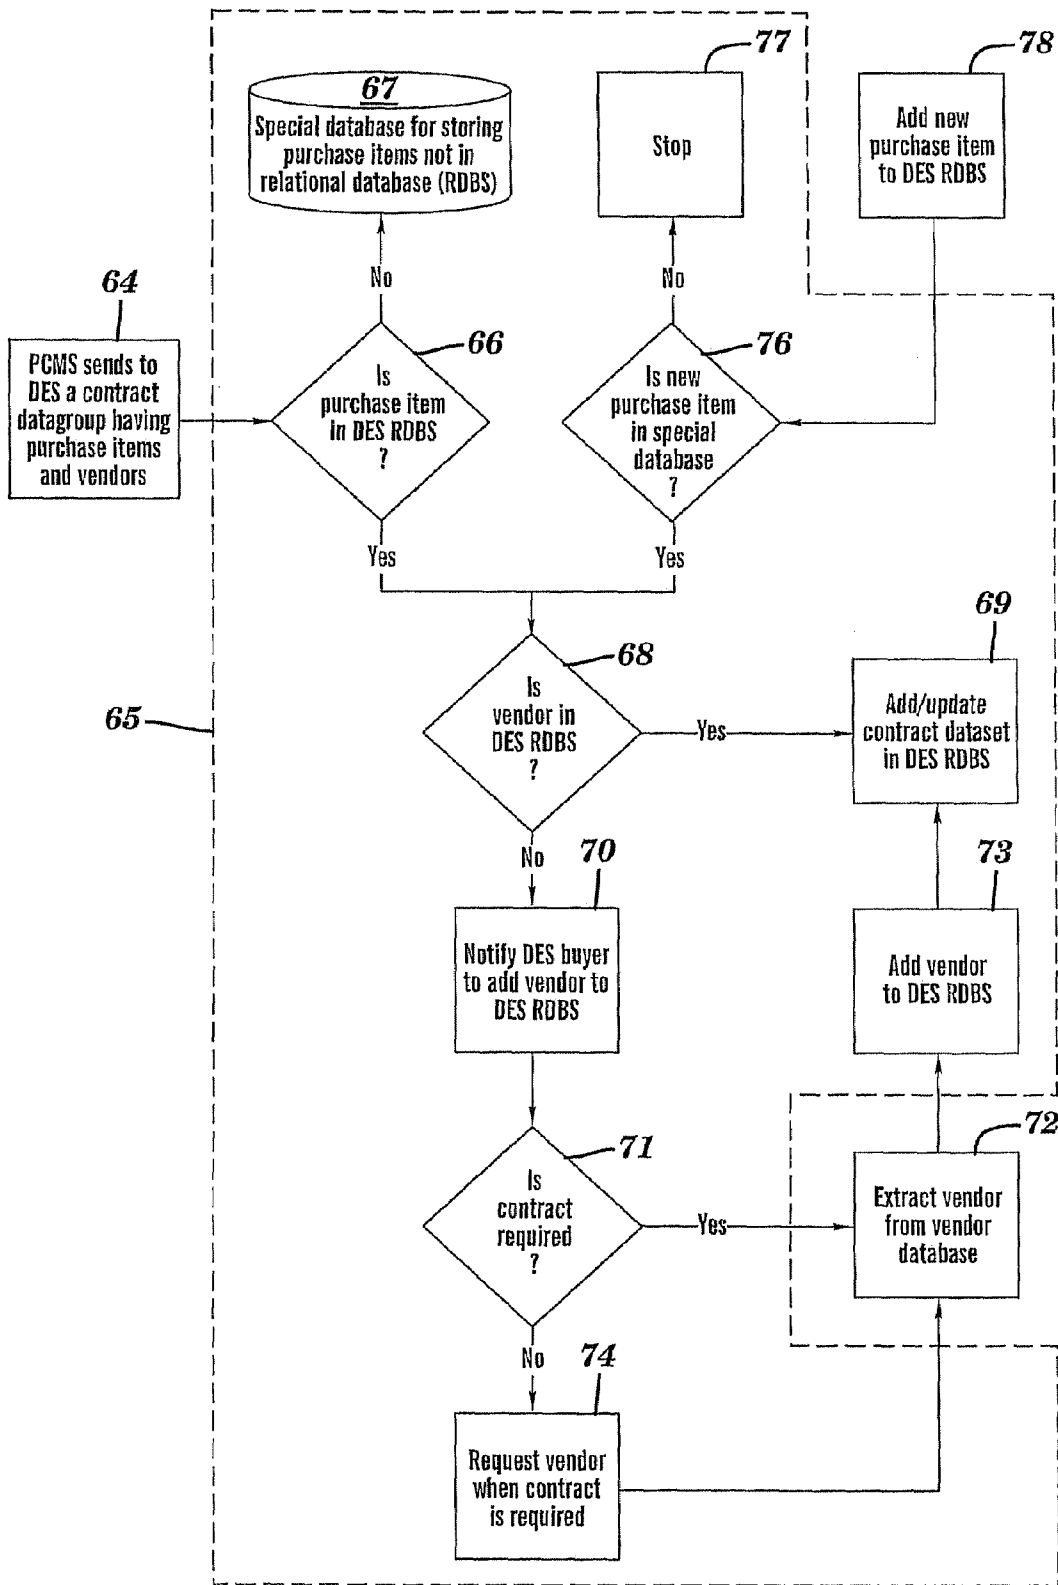 77
78
67
Special database for storing
purchase items not in
relational database (RDBS)
Stop
Add new
purchase item
to DES RDBS
No
No
64
PCMS sends to
DES a contract
datagroup having
purchase items
and vendors
66
Is
purchase item
in DES RDBS
?
76
Is new
purchase item
in special
database
?
Yes
Yes
65
68
Is
vendor in
DES RDBS
?
Yes
69
Add/update
contract dataset
in DES RDBS
No
70
Notify DES buyer
to add vendor to
DES RDBS
73
Add vendor
to DES RDBS
71
Is
contract
required
?
Yes
72
Extract vendor
from vendor
database
No
74
Request vendor
when contract
is required